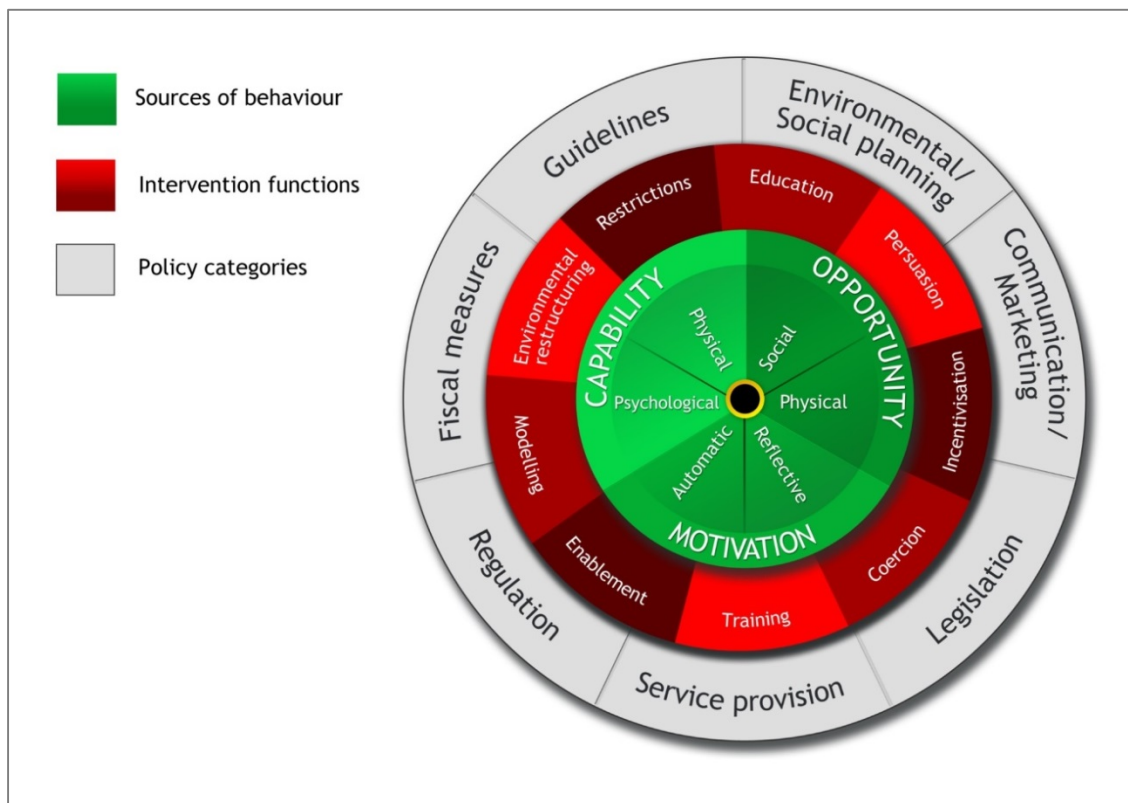 Sources of behaviour
Intervention functions
Policy categories
Guidelines
Environmental/
Social planning
Communication/
Marketing
Legislation
Service provision
Regulation
Fiscal measures
Restrictions
Education
Persuasion
Incentivisation
Coercion
Training
Enablement
Modelling
Environmental
restructuring
CAPABILITY
OPPORTUNITY
MOTIVATION
Physical
Social
Physical
Reflective
Automatic
Psychological